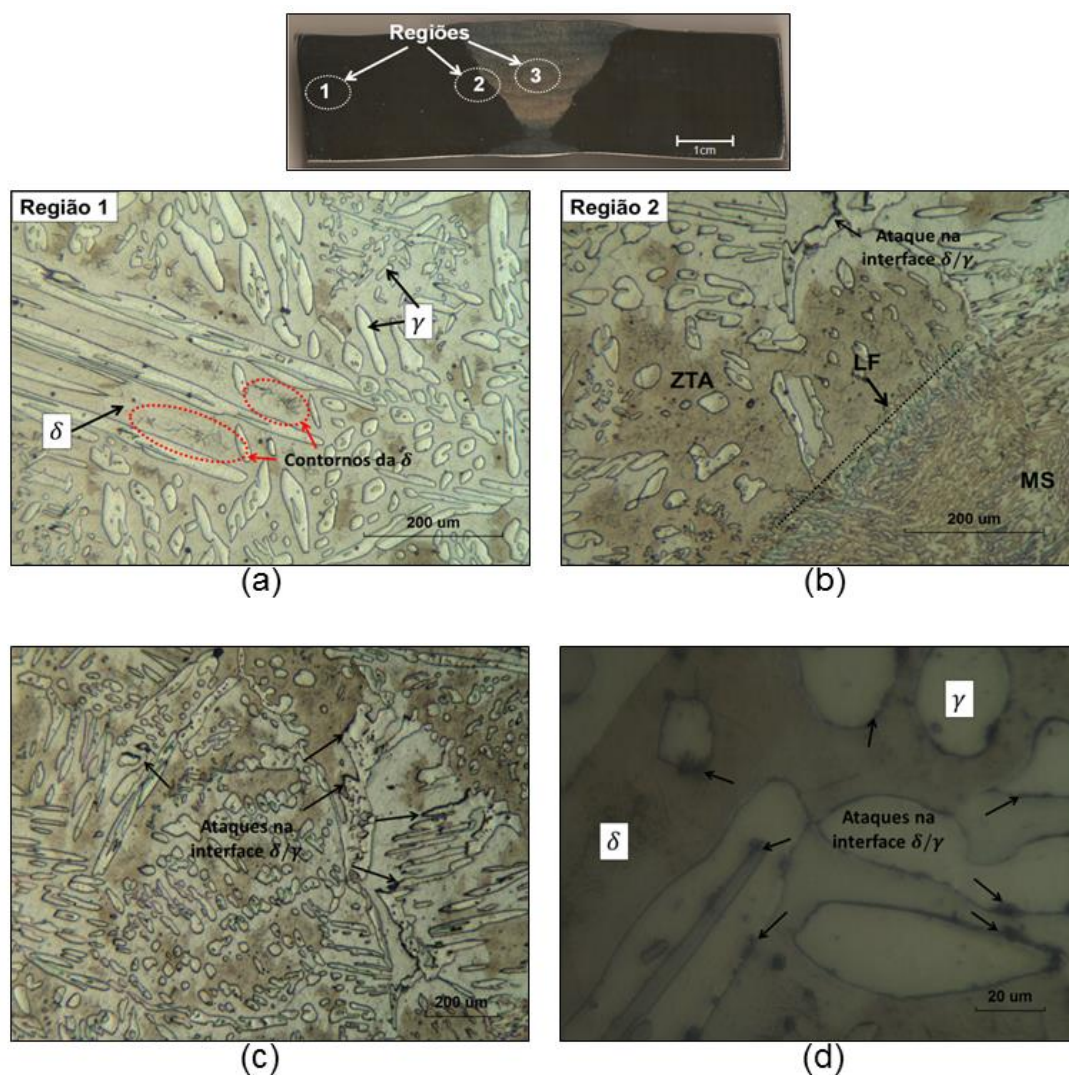 Regiões
1
2
3
1cm
Região 1
γ
δ
Contornos da δ
200 um
(a)
Região 2
Ataque na
interface δ/γ
LF
ZTA
MS
200 um
(b)
Ataques na
interface δ/γ
200 um
(c)
γ
Ataques na
interface δ/γ
δ
20 um
(d)